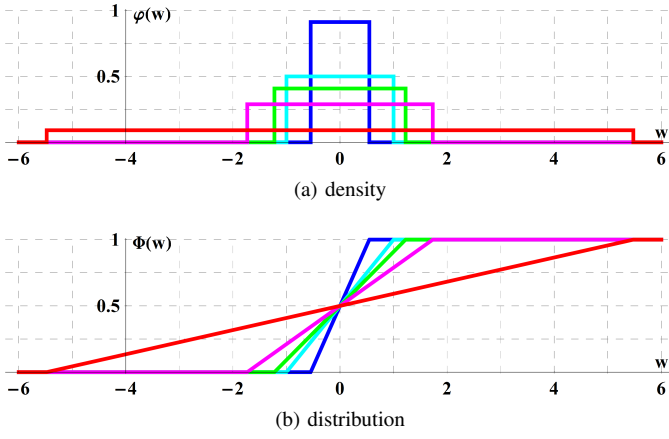 1
φ(w)
0.5
w
−6 −4 −2 0 2 4 6
(a) density
1
Φ(w)
0.5
w
−6 −4 −2 0 2 4 6
(b) distribution